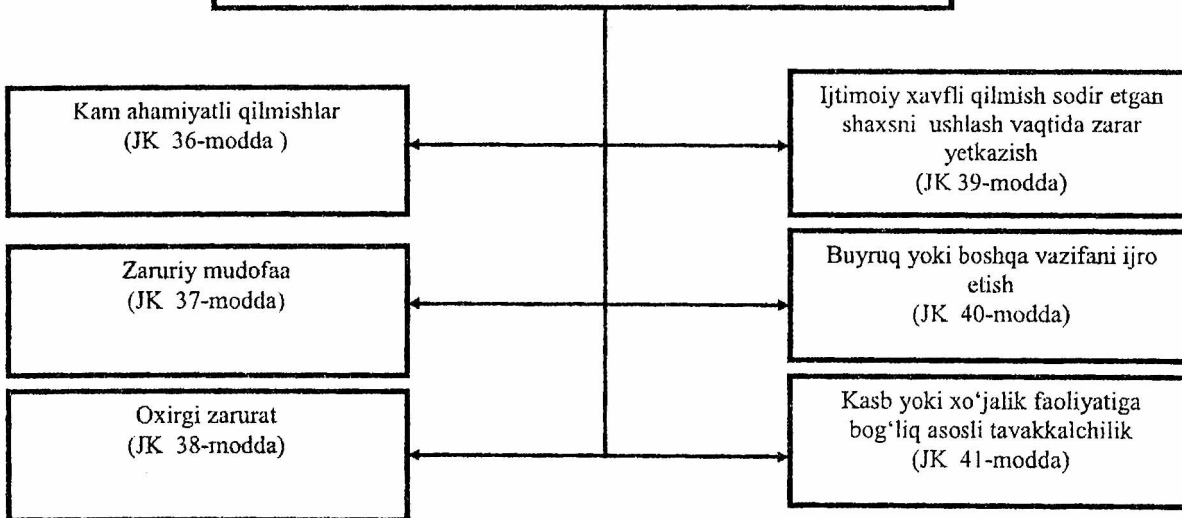 Kam ahamiyatli qilmishlar
(JK 36-modda )
Zaruriy mudofaa
(JK 37-modda)
Oxirgi zarurat
(JK 38-modda)
Ijtimoiy xavfli qilmish sodir etgan
shaxsni ushlash vaqtida zarar
yetkazish
(JK 39-modda)
Buyruq yoki boshqa vazifani ijro
etish
(JK 40-modda)
Kasb yoki xo‘jalik faoliyatiga
bog‘liq asosli tavakkalchilik
(JK 41-modda)